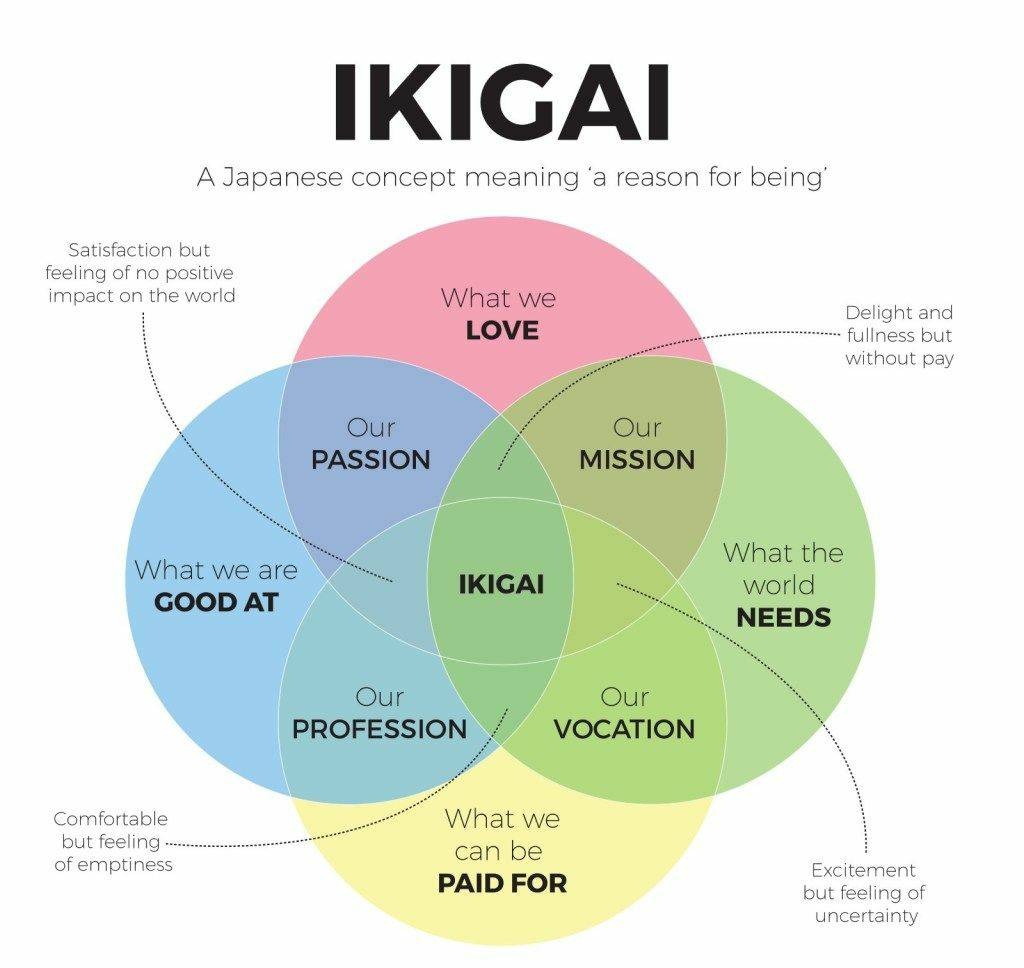 IKIGAI
A Japanese concept meaning ‘a reason for being’
Satisfaction but
feeling of no positive
impact on the world
What we
LOVE
Delight and
fullness but
without pay
Our
PASSION
Our
MISSION
What we are
GOOD AT
IKIGAI
What the
world
NEEDS
Our
PROFESSION
Our
VOCATION
Comfortable
but feeling
of emptiness
What we
can be
PAID FOR
Excitement
but feeling of
uncertainty